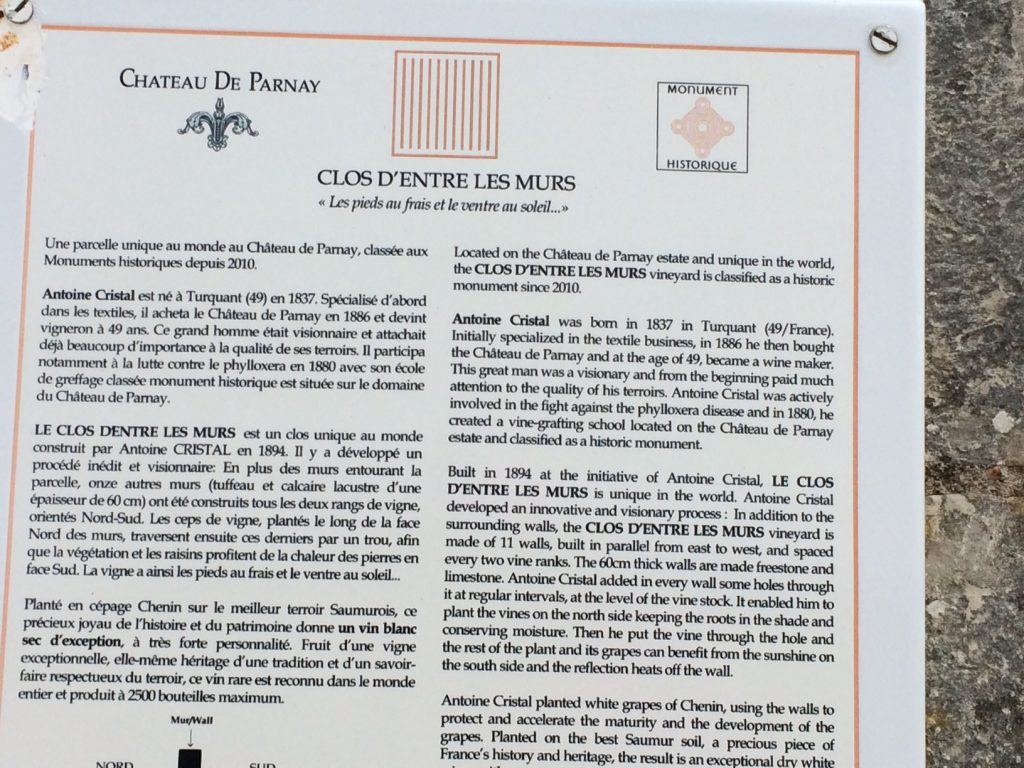 CHATEAU DE PARNAY
MONUMENT
HISTORIQUE
CLOS D'ENTRE LES MURS
« Les pieds au frais et le ventre au soleil...»
Une parcelle unique au monde au Château de Parnay, classée aux
Monuments historiques depuis 2010.
Antoine Cristal est né à Turquant (49) en 1837. Spécialisé d'abord
dans les textiles, il acheta le Château de Parnay en 1886 et devint
vigneron à 49 ans. Ce grand homme était visionnaire et attachait
déjà beaucoup d'importance à la qualité de ses terroirs. Il participa
notamment à la lutte contre le phylloxera en 1880 avec son école
de greffage classée monument historique est située sur le domaine
du Château de Parnay.
LE CLOS D'ENTRE LES MURS est un clos unique au monde
construit par Antoine CRISTAL en 1894. Il y a développé un
procédé inédit et visionnaire: En plus des murs entourant la
parcelle, onze autres murs (tuffeau et calcaire lacustre d'une
épaisseur de 60 cm) ont été construits tous les deux rangs de vigne,
orientés Nord-Sud. Les ceps de vigne, plantés le long de la face
Nord des murs, traversent ensuite ces derniers par un trou, afin
que la végétation et les raisins profitent de la chaleur des pierres en
face Sud. La vigne a ainsi les pieds au frais et le ventre au soleil...
Planté en cépage Chenin sur le meilleur terroir Saumurois, ce
précieux joyau de l'histoire et du patrimoine donne un vin blanc
sec d'exception, à très forte personnalité. Fruit d'une vigne
exceptionnelle, elle-même héritage d'une tradition et d'un savoir-
faire respectueux du terroir, ce vin rare est reconnu dans le monde
entier et produit à 2500 bouteilles maximum.
Mur/Wall
NORD SUD
Located on the Château de Parnay estate and unique in the world,
the CLOS D'ENTRE LES MURS vineyard is classified as a historic
monument since 2010.
Antoine Cristal was born in 1837 in Turquant (49/France).
Initially specialized in the textile business, in 1886 he then bought
the Château de Parnay and at the age of 49, became a wine maker.
This great man was a visionary and from the beginning paid much
attention to the quality of his terroirs. Antoine Cristal was actively
involved in the fight against the phylloxera disease and in 1880, he
created a vine-grafting school located on the Château de Parnay
estate and classified as a historic monument.
Built in 1894 at the initiative of Antoine Cristal, LE CLOS
D'ENTRE LES MURS is unique in the world. Antoine Cristal
developed an innovative and visionary process : In addition to the
surrounding walls, the CLOS D'ENTRE LES MURS vineyard is
made of 11 walls, built in parallel from east to west, and spaced
every two vine ranks. The 60cm thick walls are made freestone and
limestone. Antoine Cristal added in every wall some holes through
it at regular intervals, at the level of the vine stock. It enabled him to
plant the vines on the north side keeping the roots in the shade and
conserving moisture. Then he put the vine through the hole and
the rest of the plant and its grapes can benefit from the sunshine on
the south side and the reflection heats off the wall.
Antoine Cristal planted white grapes of Chenin, using the walls to
protect and accelerate the maturity and the development of the
grapes. Planted on the best Saumur soil, a precious piece of
France's history and heritage, the result is an exceptional dry white